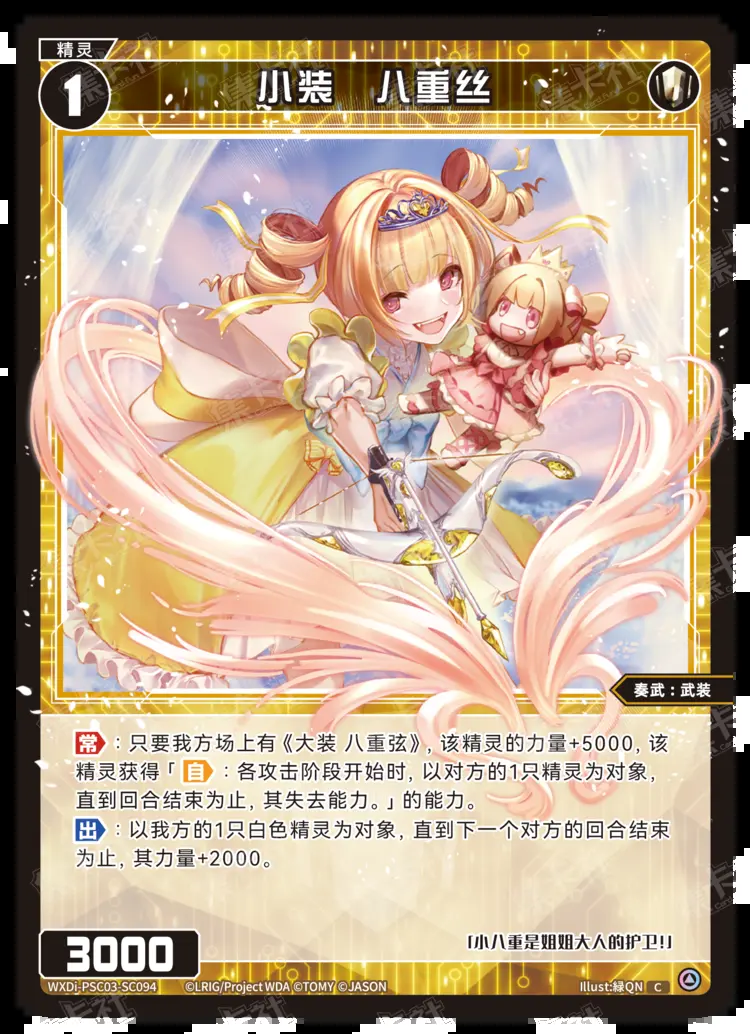 精灵
1
小装 八重丝
奏武：武装
常：只要我方场上有《大装 八重弦》, 该精灵的力量+5000, 该
精灵获得「自：各攻击阶段开始时, 以对方的1只精灵为对象,
直到回合结束为止, 其失去能力。」的能力。
出：以我方的1只白色精灵为对象, 直到下一个对方的回合结束
为止, 其力量+2000。
「小八重是姐姐大人的护卫!」
3000
WXDi-PSC03-SC094 ©LRIG/Project WDA ©TOMY ©JASON Illust:緑QN C
集卡社